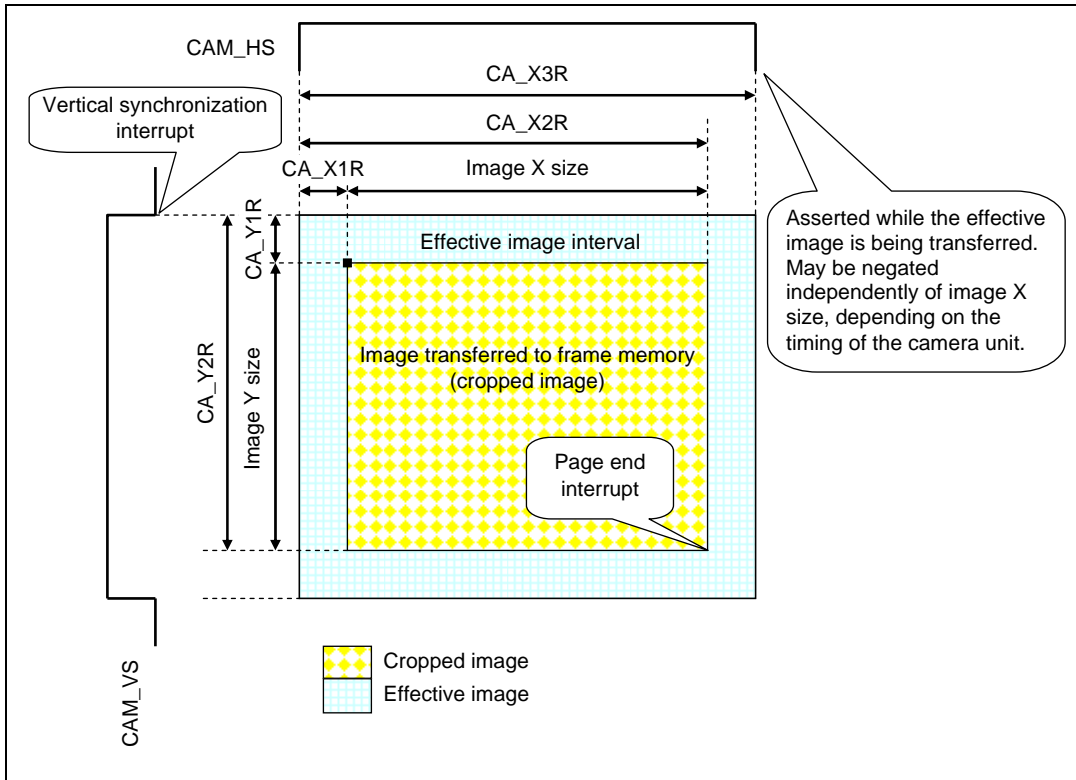 CAM_HS
CA_X3R
Vertical synchronization
interrupt
CA_X2R
CA_X1R
Image X size
CA_Y1R
Effective image interval
Asserted while the effective
image is being transferred.
May be negated
independently of image X
size, depending on the
timing of the camera unit.
CA_Y2R
Image Y size
Image transferred to frame memory
(cropped image)
Page end
interrupt
CAM_VS
Cropped image
Effective image